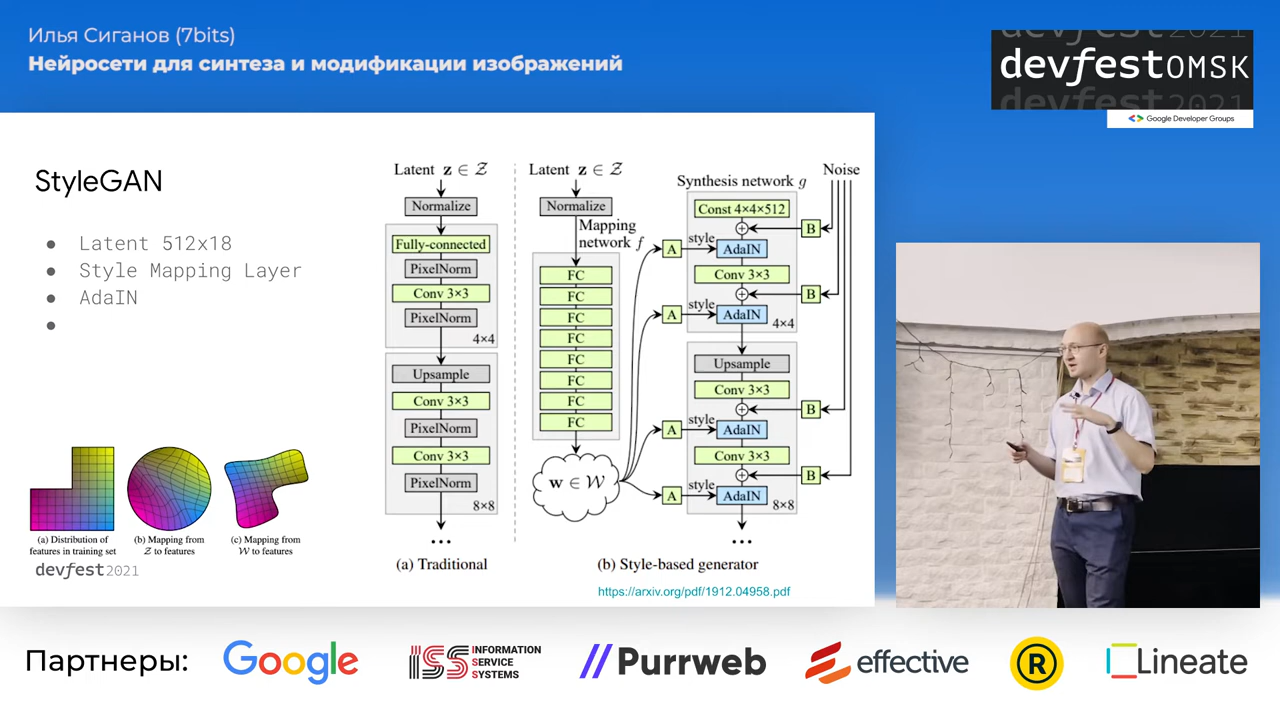 Илья Сиганов (7bits)
Нейросети для синтеза и модификации изображений
devfest 2021
devfest OMSK
devfest 2021
Google Developer Groups
StyleGAN
● Latent 512x18
● Style Mapping Layer
● AdaIN
●
(a) Distribution of
features in training set
(b) Mapping from
𝒵 to features
(c) Mapping from
𝒲 to features
devfest 2021
Latent z ∈ 𝒵
Normalize
Fully-connected
PixelNorm
Conv 3×3
PixelNorm
4×4
Upsample
Conv 3×3
PixelNorm
Conv 3×3
PixelNorm
8×8
...
(a) Traditional
Latent z ∈ 𝒵
Normalize
Mapping
network f
FC
FC
FC
FC
FC
FC
FC
FC
w ∈ 𝒲
Synthesis network g
Noise
Const 4×4×512
B
A style AdaIN
Conv 3×3
B
A style AdaIN
4×4
Upsample
Conv 3×3
B
A style AdaIN
Conv 3×3
B
A style AdaIN
8×8
...
(b) Style-based generator
https://arxiv.org/pdf/1912.04958.pdf
Партнеры:
Google
ISS INFORMATION
SERVICE
SYSTEMS
Purrweb
effective
R
Lineate